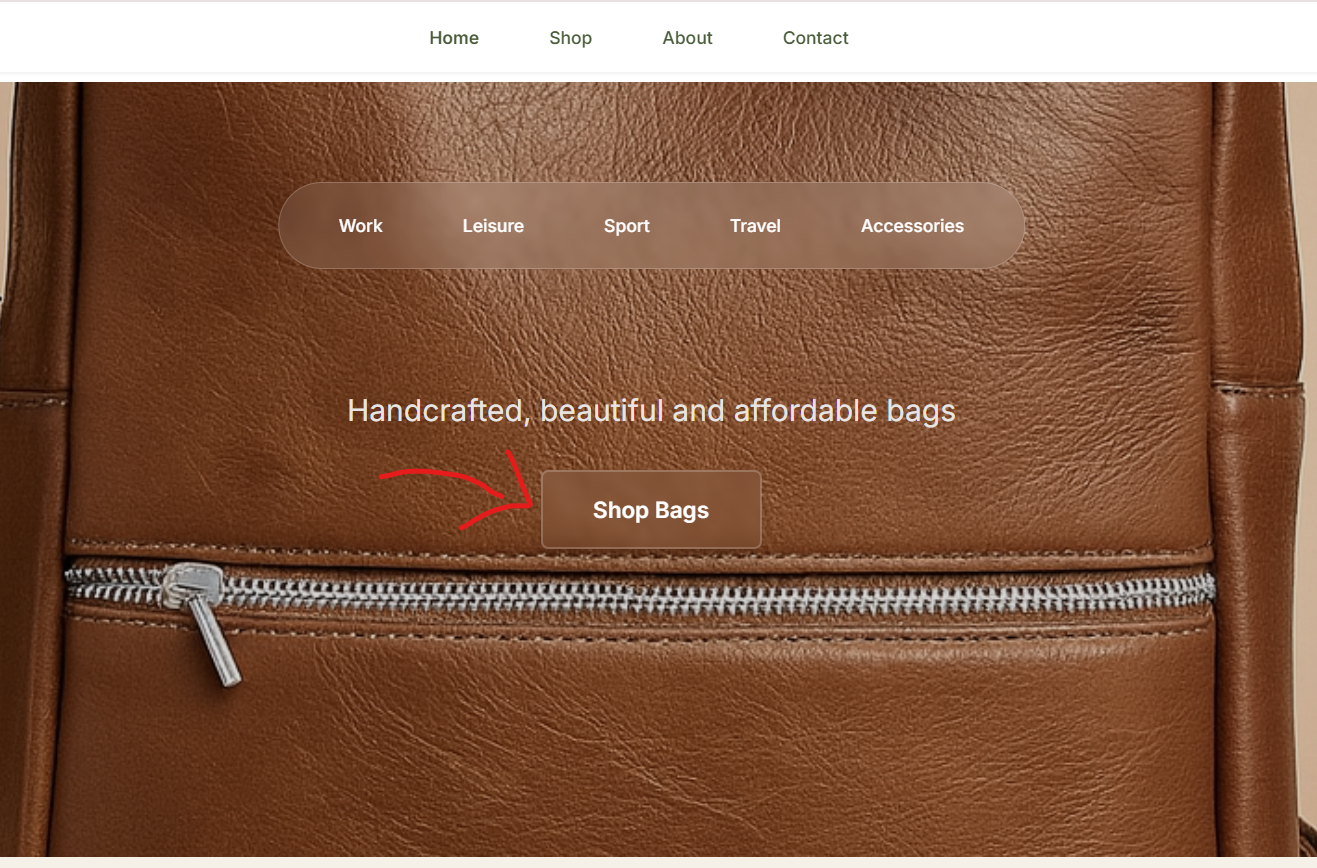 Home Shop About Contact
Work Leisure Sport Travel Accessories
Handcrafted, beautiful and affordable bags
Shop Bags